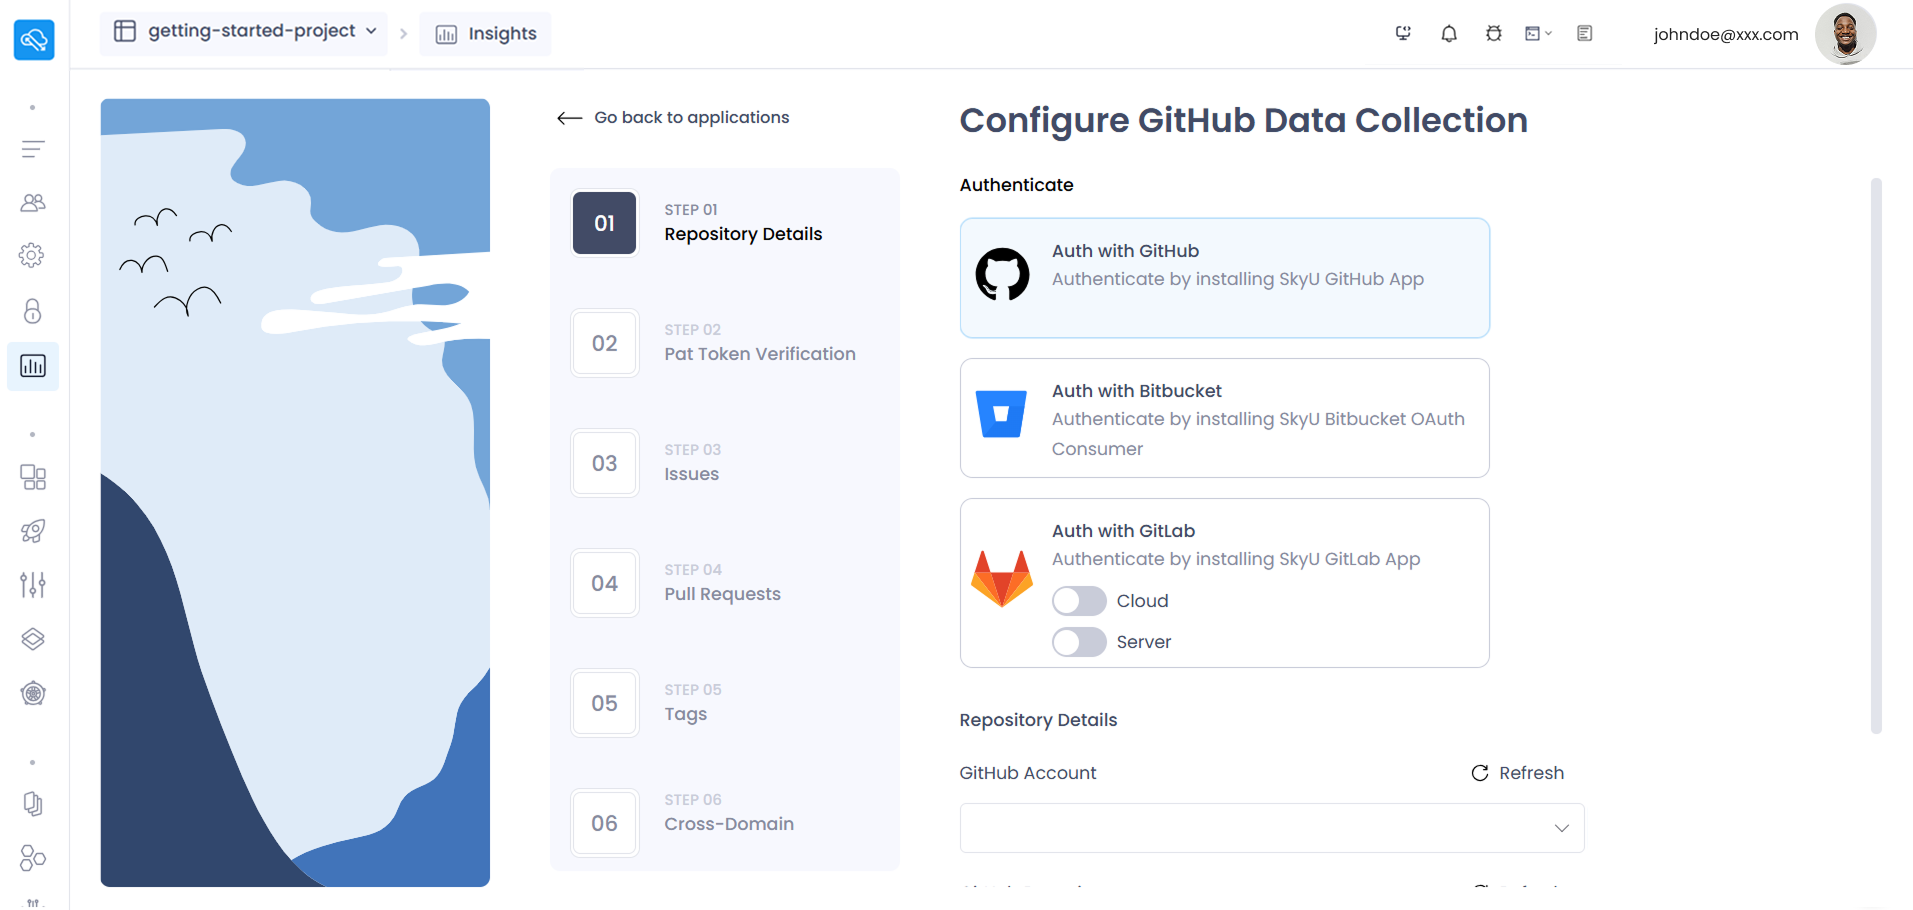 getting-started-project
Insights
johndoe@xxx.com
Go back to applications
01
STEP 01
Repository Details
02
STEP 02
Pat Token Verification
03
STEP 03
Issues
04
STEP 04
Pull Requests
05
STEP 05
Tags
06
STEP 06
Cross-Domain
Configure GitHub Data Collection
Authenticate
Auth with GitHub
Authenticate by installing SkyU GitHub App
Auth with Bitbucket
Authenticate by installing SkyU Bitbucket OAuth
Consumer
Auth with GitLab
Authenticate by installing SkyU GitLab App
Cloud
Server
Repository Details
GitHub Account
Refresh